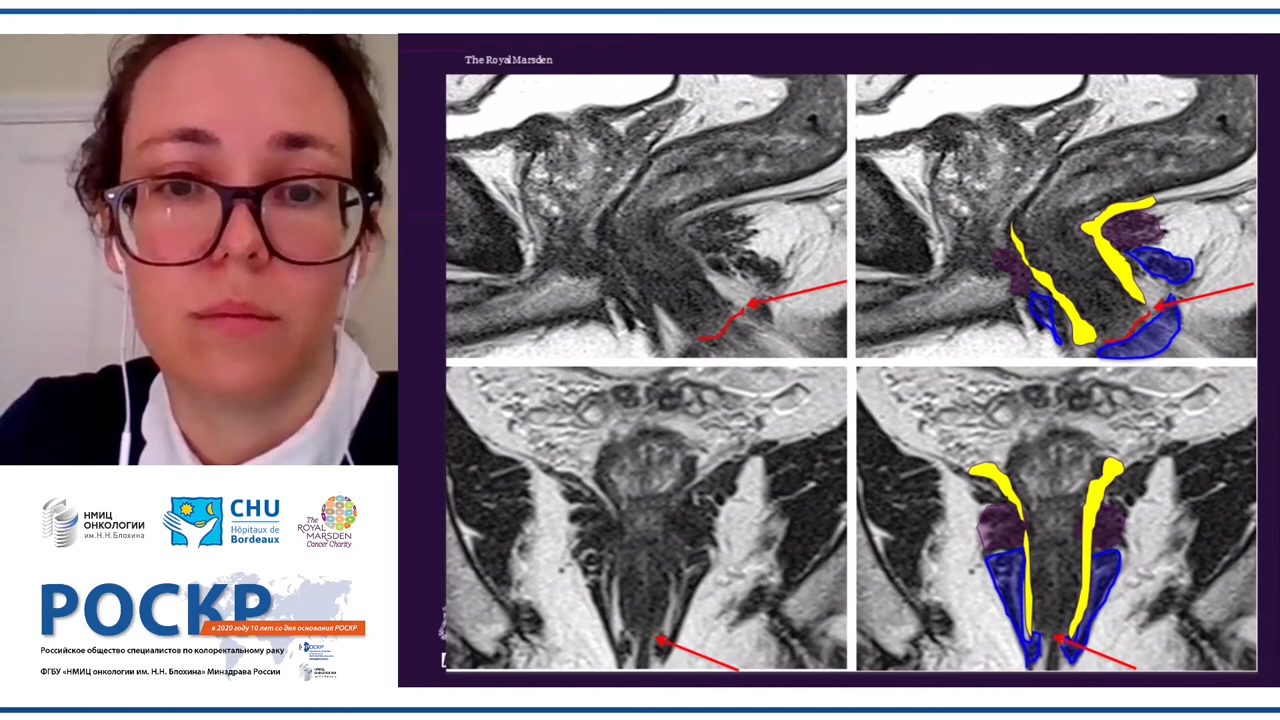 The Royal Marsden
НМИЦ
ОНКОЛОГИИ
им.Н.Н.Блохина
CHU
Hôpitaux de
Bordeaux
The
ROYAL
MARSDEN
Cancer Charity
РОСКР
в 2020 году 10 лет со дня основания РОСКР
Российское общество специалистов по колоректальному раку
ФГБУ «НМИЦ онкологии им. Н.Н. Блохина» Минздрава России